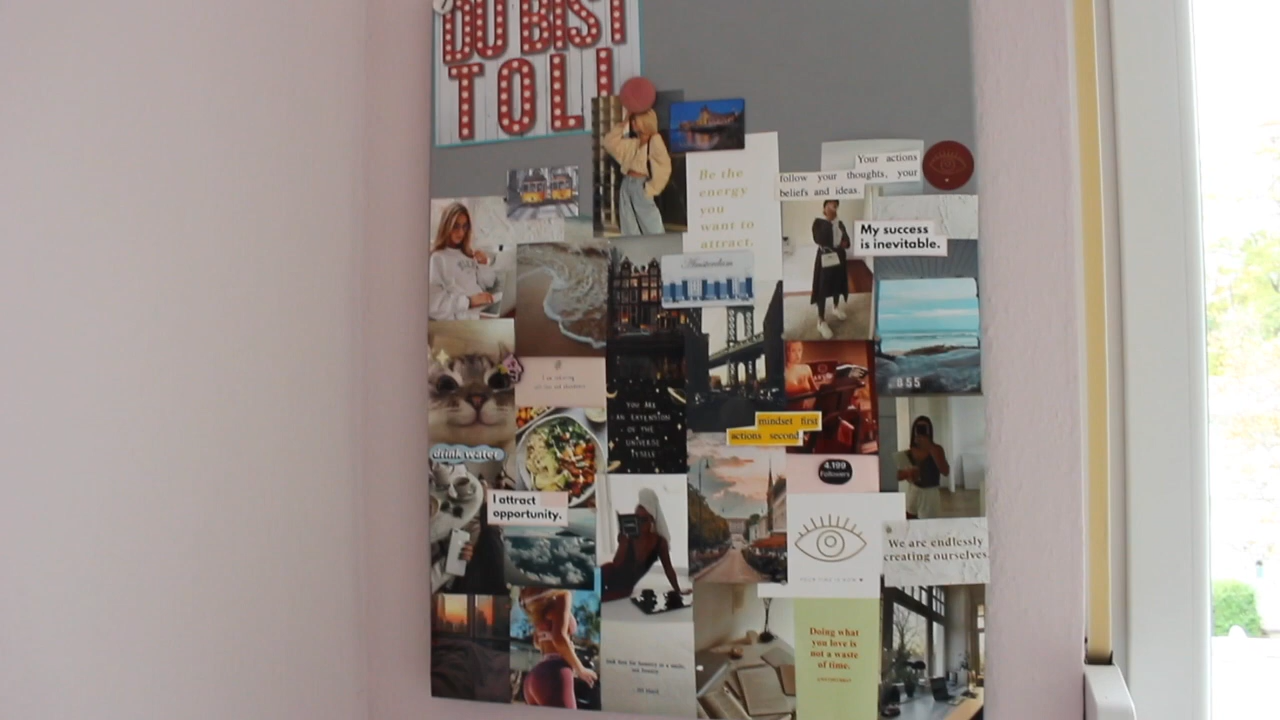 DU BIST
TOLL
Your actions
follow your thoughts, your
beliefs and ideas.
Be the
energy
you
want to
attract.
My success
is inevitable.
Amsterdam
855
YOU ARE
AN EXTENSION
OF THE
UNIVERSE
ITSELF
mindset first
actions second.
drink water
4.199
Followers
I attract
opportunity.
We are endlessly
creating ourselves.
Doing what
you love is
not a waste
of time.